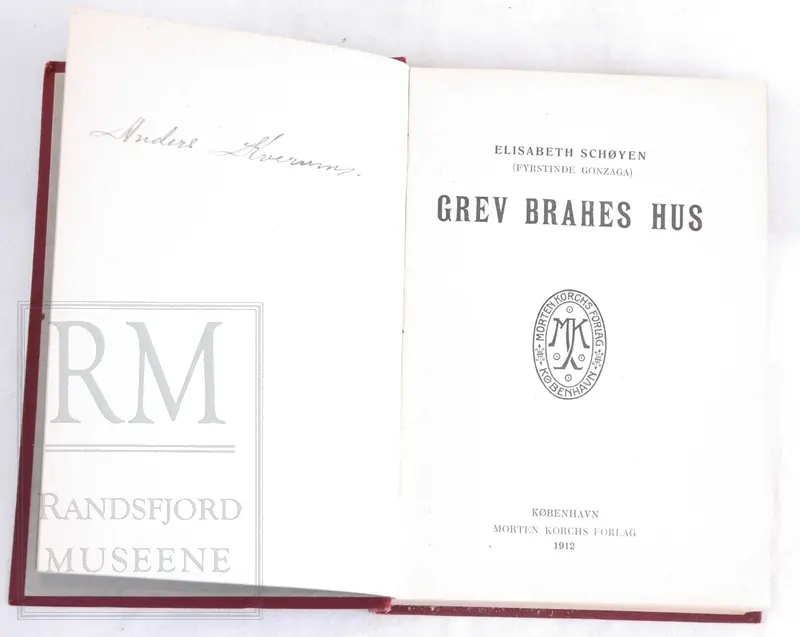 Anders Kverum.
RM
RANDSFJORD
MUSEENE
ELISABETH SCHØYEN
(FYRSTINDE GONZAGA)
GREV BRAHES HUS
MORTEN KORCHS FORLAG
MK
KØBENHAVN
KØBENHAVN
MORTEN KORCHS FORLAG
1912